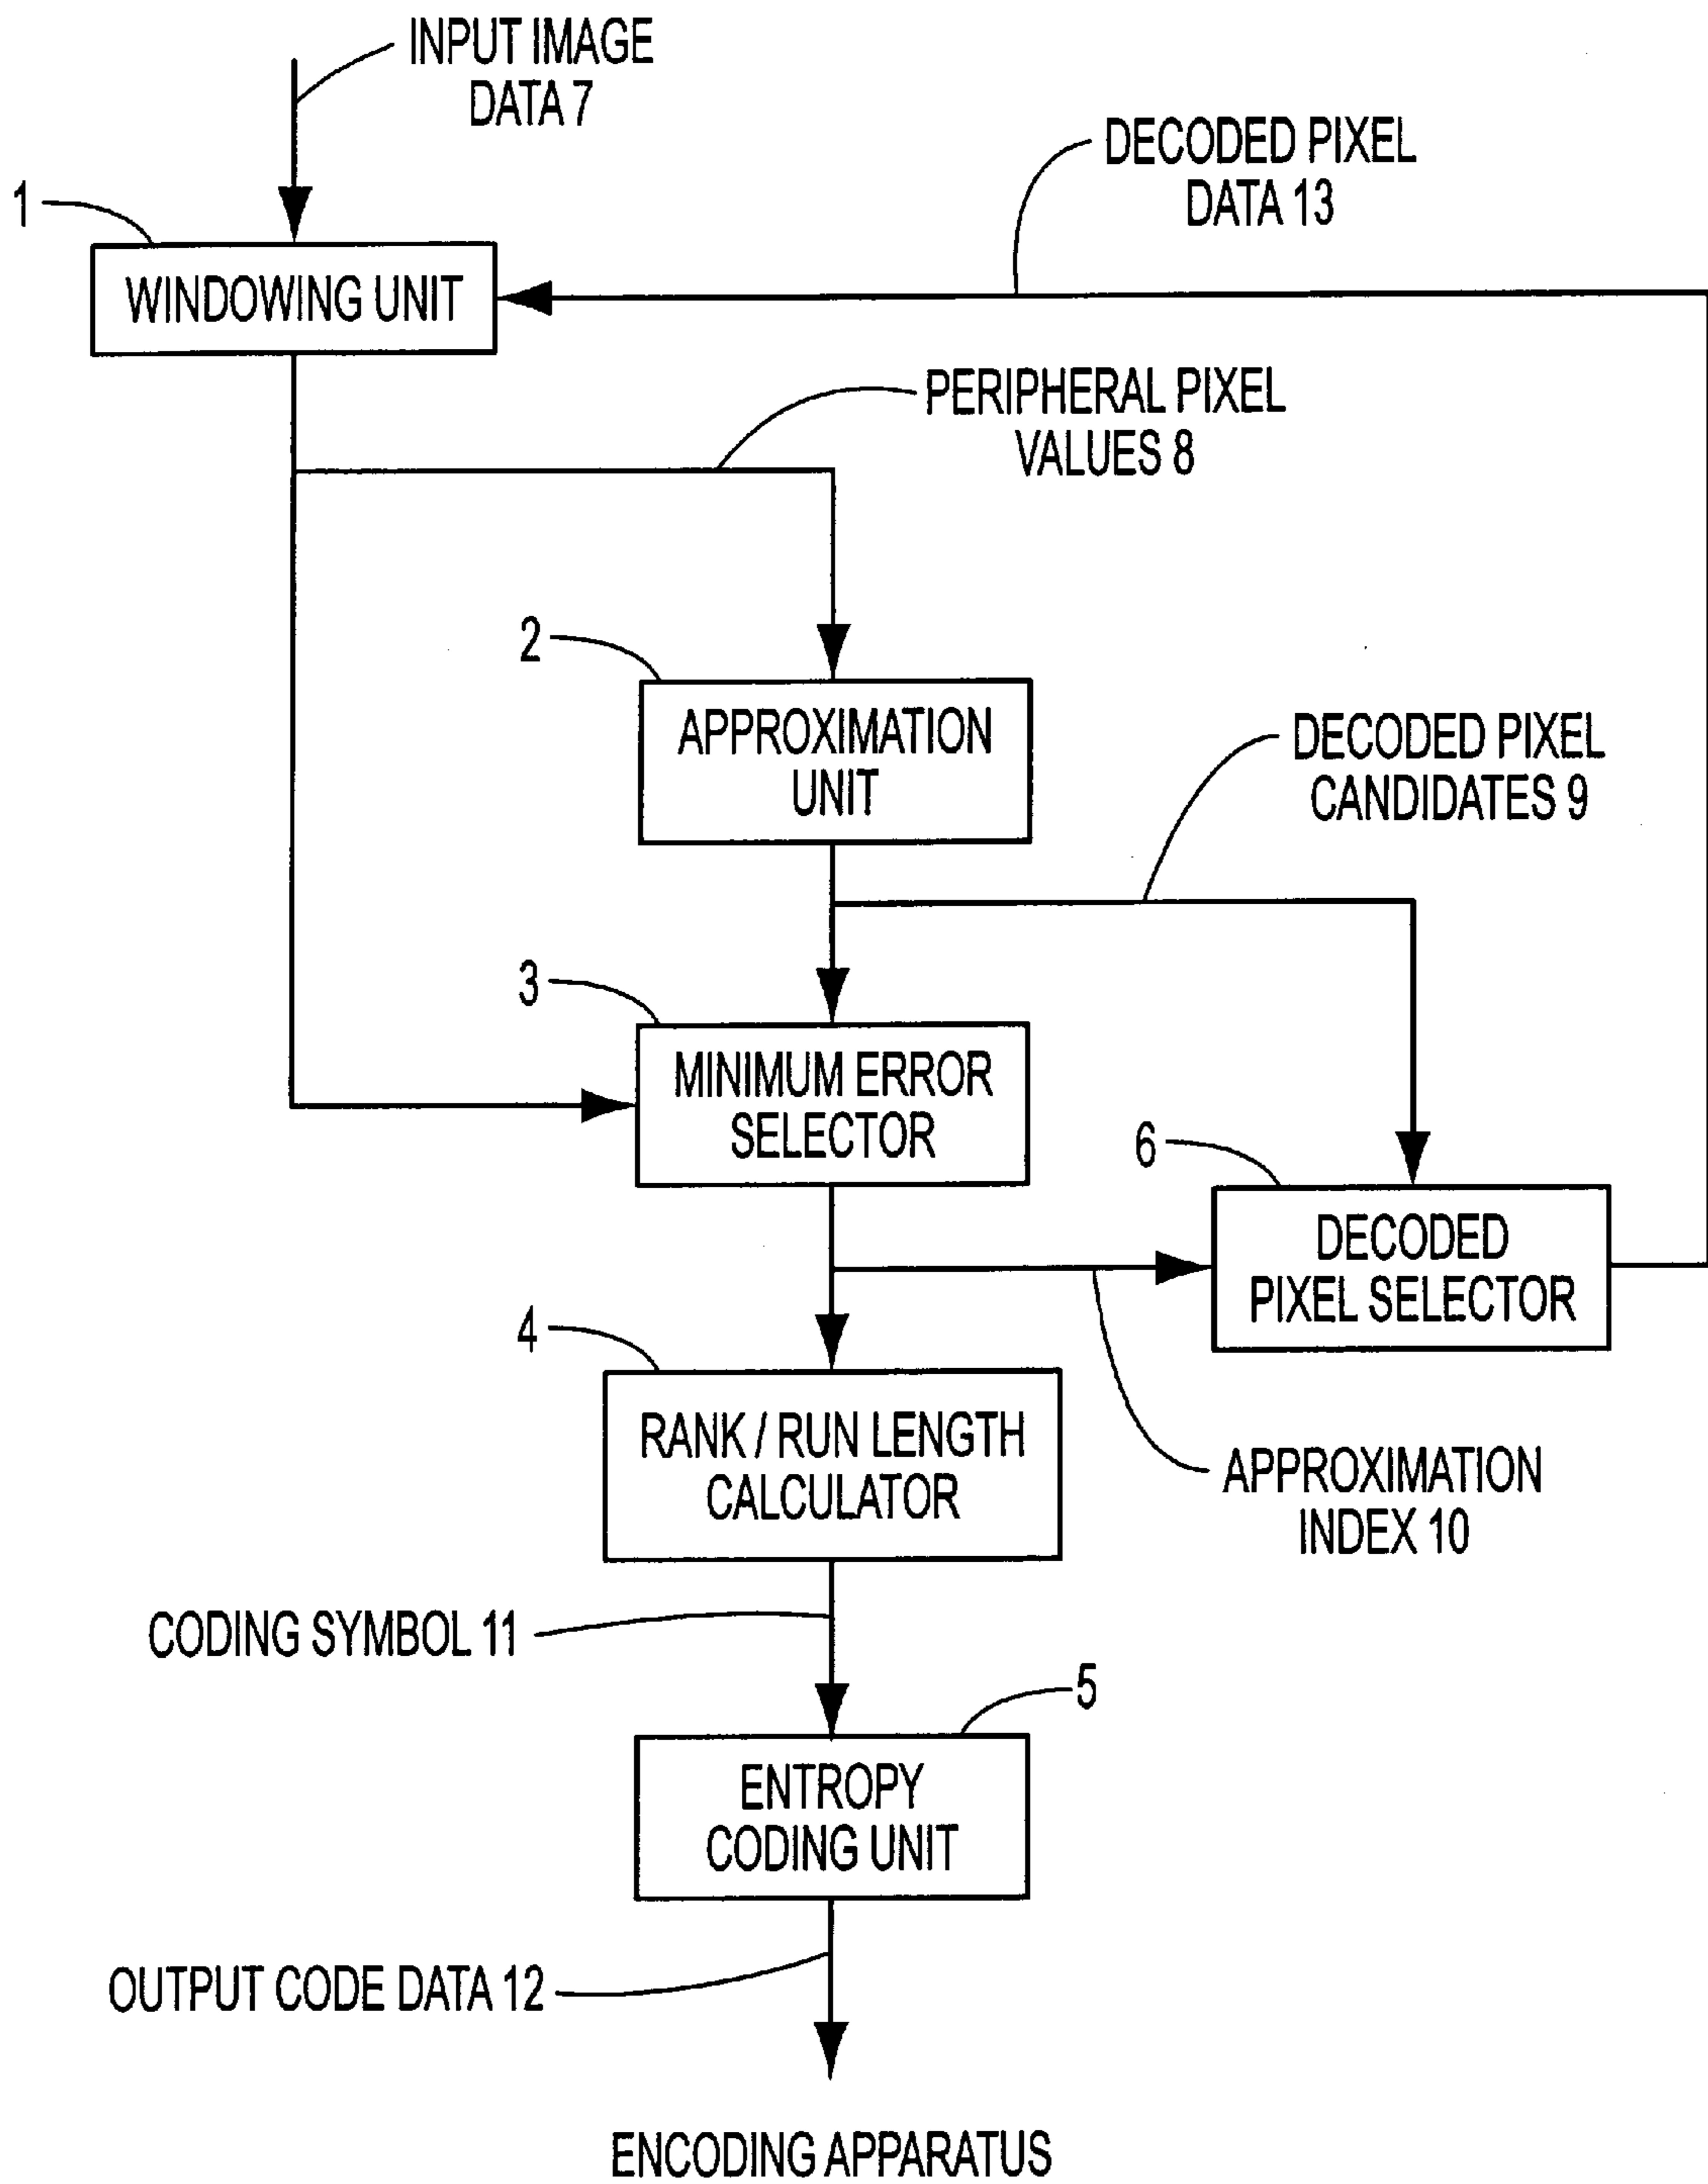 INPUT IMAGE
DATA 7
DECODED PIXEL
DATA 13
1
WINDOWING UNIT
PERIPHERAL PIXEL
VALUES 8
2
APPROXIMATION
UNIT
DECODED PIXEL
CANDIDATES 9
3
MINIMUM ERROR
SELECTOR
6
DECODED
PIXEL SELECTOR
4
RANK / RUN LENGTH
CALCULATOR
APPROXIMATION
INDEX 10
CODING SYMBOL 11
5
ENTROPY
CODING UNIT
OUTPUT CODE DATA 12
ENCODING APPARATUS